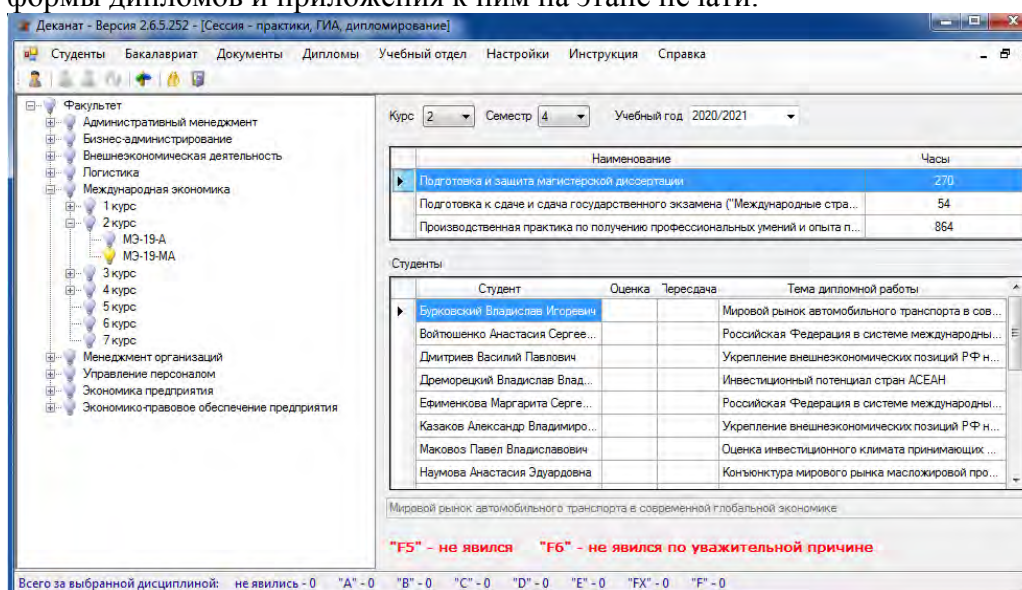 формы дипломов и приложения к ним на этапе печати.
Деканат - Версия 2.6.5.252 - [Сессия - практики, ГИА, дипломирование]
Студенты Бакалавриат Документы Дипломы Учебный отдел Настройки Инструкция Справка
Факультет
Административный менеджмент
Бизнес-администрирование
Внешнеэкономическая деятельность
Логистика
Международная экономика
1 курс
2 курс
МЭ-19-А
МЭ-19-МА
3 курс
4 курс
5 курс
6 курс
7 курс
Менеджмент организаций
Управление персоналом
Экономика предприятия
Экономико-правовое обеспечение предприятия
Курс 2 Семестр 4 Учебный год 2020/2021
Наименование Часы
Подготовка и защита магистерской диссертации 270
Подготовка к сдаче и сдача государственного экзамена ("Международные стра... 54
Производственная практика по получению профессиональных умений и опыта п... 864
Студенты
Студент Оценка Пересдача Тема дипломной работы
Бурковский Владислав Игоревич Мировой рынок автомобильного транспорта в сов...
Войтюшенко Анастасия Сергее... Российская Федерация в системе международны...
Дмитриев Василий Павлович Укрепление внешнеэкономических позиций РФ н...
Дреморецкий Владислав Влад... Инвестиционный потенциал стран АСЕАН
Ефименкова Маргарита Серге... Российская Федерация в системе международны...
Казаков Александр Владимиро... Укрепление внешнеэкономических позиций РФ н...
Маковоз Павел Владиславович Оценка инвестиционного климата принимающих ...
Наумова Анастасия Эдуардовна Конъюнктура мирового рынка масложировой про...
Мировой рынок автомобильного транспорта в современной глобальной экономике
"F5" - не явился "F6" - не явился по уважительной причине
Всего за выбранной дисциплиной: не явились - 0 "A" - 0 "B" - 0 "C" - 0 "D" - 0 "E" - 0 "FX" - 0 "F" - 0